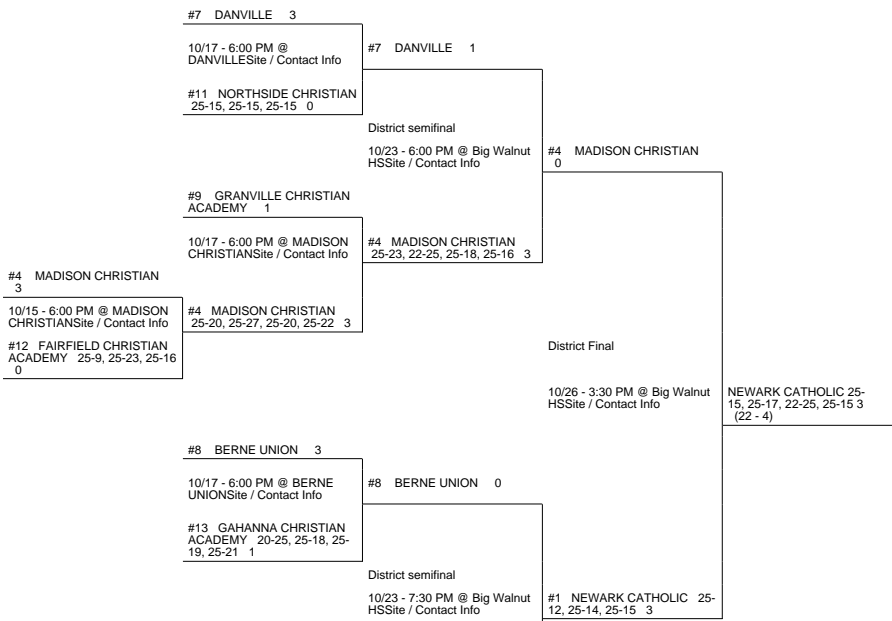 #7 DANVILLE 3
10/17 - 6:00 PM @
DANVILLESite / Contact Info
#7 DANVILLE 1
#11 NORTHSIDE CHRISTIAN
25-15, 25-15, 25-15 0
District semifinal
10/23 - 6:00 PM @ Big Walnut
HSSite / Contact Info
#4 MADISON CHRISTIAN
0
#9 GRANVILLE CHRISTIAN
ACADEMY 1
10/17 - 6:00 PM @ MADISON
CHRISTIANSite / Contact Info
#4 MADISON CHRISTIAN
25-23, 22-25, 25-18, 25-16 3
#4 MADISON CHRISTIAN
3
10/15 - 6:00 PM @ MADISON
CHRISTIANSite / Contact Info
#4 MADISON CHRISTIAN
25-20, 25-27, 25-20, 25-22 3
#12 FAIRFIELD CHRISTIAN
ACADEMY 25-9, 25-23, 25-16
0
District Final
10/26 - 3:30 PM @ Big Walnut
HSSite / Contact Info
NEWARK CATHOLIC 25-
15, 25-17, 22-25, 25-15 3
(22 - 4)
#8 BERNE UNION 3
10/17 - 6:00 PM @ BERNE
UNIONSite / Contact Info
#8 BERNE UNION 0
#13 GAHANNA CHRISTIAN
ACADEMY 20-25, 25-18, 25-
19, 25-21 1
District semifinal
10/23 - 7:30 PM @ Big Walnut
HSSite / Contact Info
#1 NEWARK CATHOLIC 25-
12, 25-14, 25-15 3